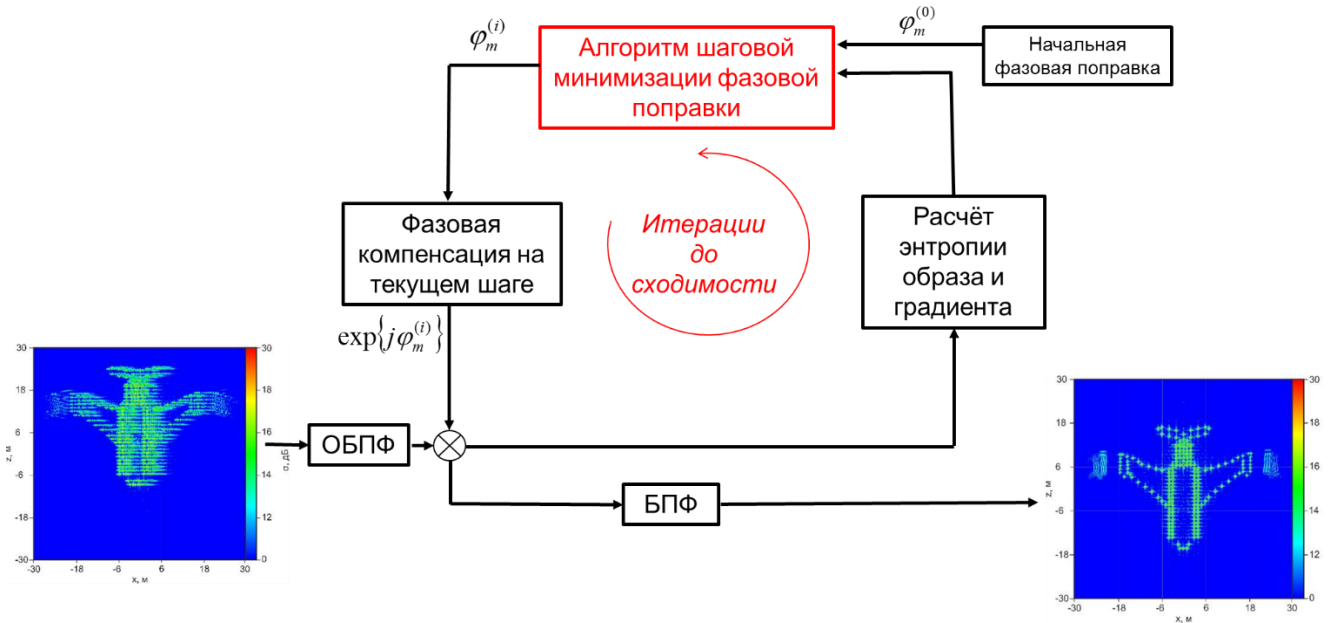 φ_m^(i)
φ_m^(0)
Алгоритм шаговой
минимизации фазовой
поправки
Начальная
фазовая поправка
Фазовая
компенсация на
текущем шаге
Итерации
до
сходимости
Расчёт
энтропии
образа и
градиента
exp{jφ_m^(i)}
ОБПФ
БПФ
30
18
6
-6
-18
-30
z, м
-30 -18 -6 6 18 30
x, м
30
18
16
14
12
0
σ, дБ
30
18
6
-6
-18
-30
z, м
-30 -18 -6 6 18 30
x, м
30
18
16
14
12
0